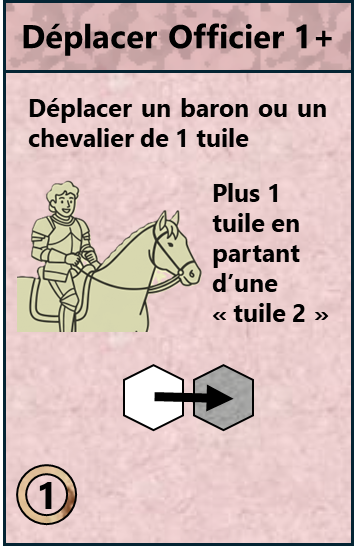 Déplacer Officier 1+
Déplacer un baron ou un
chevalier de 1 tuile
Plus 1
tuile en
partant
d’une
« tuile 2 »
1